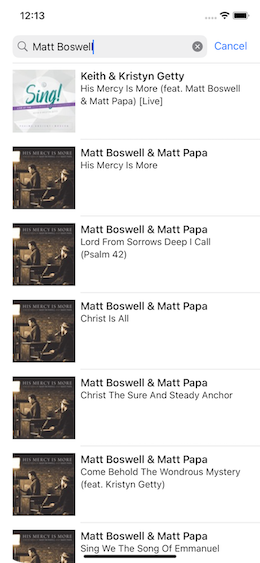 12:13
Matt Boswell
Cancel
Sing!
Keith & Kristyn Getty
His Mercy Is More (feat. Matt Boswell
& Matt Papa) [Live]
HIS MERCY IS MORE
Matt Boswell & Matt Papa
His Mercy Is More
HIS MERCY IS MORE
Matt Boswell & Matt Papa
Lord From Sorrows Deep I Call
(Psalm 42)
HIS MERCY IS MORE
Matt Boswell & Matt Papa
Christ Is All
HIS MERCY IS MORE
Matt Boswell & Matt Papa
Christ The Sure And Steady Anchor
HIS MERCY IS MORE
Matt Boswell & Matt Papa
Come Behold The Wondrous Mystery
(feat. Kristyn Getty)
HIS MERCY IS MORE
Matt Boswell & Matt Papa
Sing We The Song Of Emmanuel